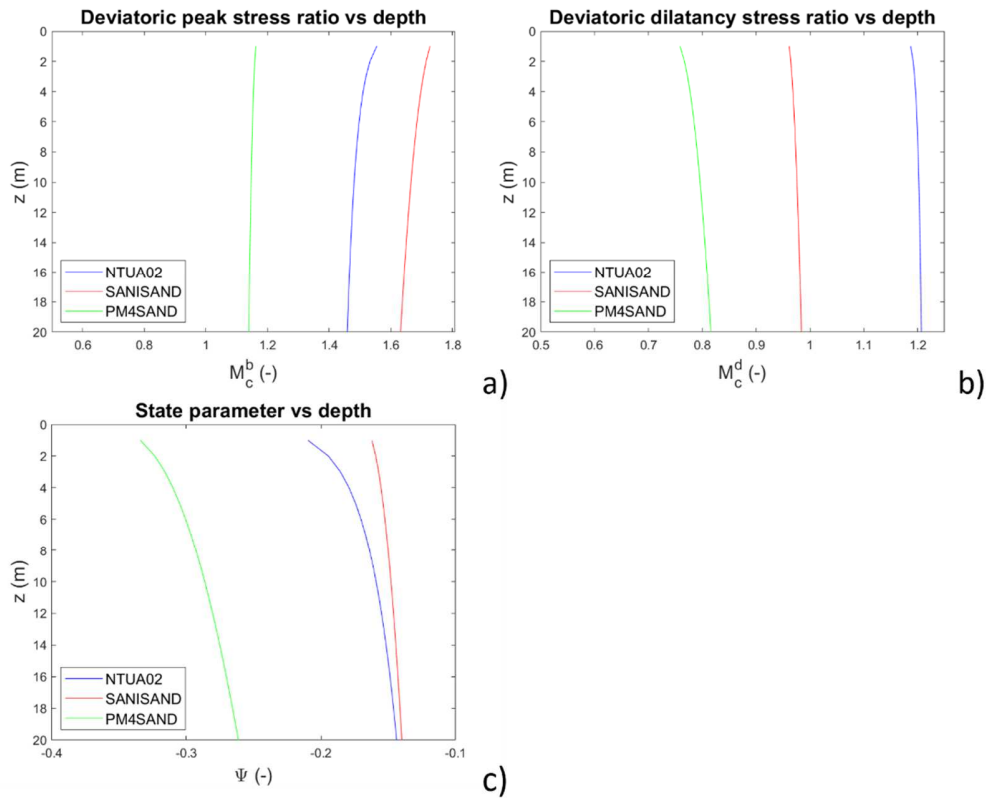 Deviatoric peak stress ratio vs depth
0
2
4
6
8
10
12
14
16
18
20
z (m)
NTUA02
SANISAND
PM4SAND
0.6 0.8 1 1.2 1.4 1.6 1.8
M_c^b (-)
a)
Deviatoric dilatancy stress ratio vs depth
0
2
4
6
8
10
12
14
16
18
20
z (m)
NTUA02
SANISAND
PM4SAND
0.5 0.6 0.7 0.8 0.9 1 1.1 1.2
M_c^d (-)
b)
State parameter vs depth
0
2
4
6
8
10
12
14
16
18
20
z (m)
NTUA02
SANISAND
PM4SAND
-0.4 -0.3 -0.2 -0.1
Ψ (-)
c)